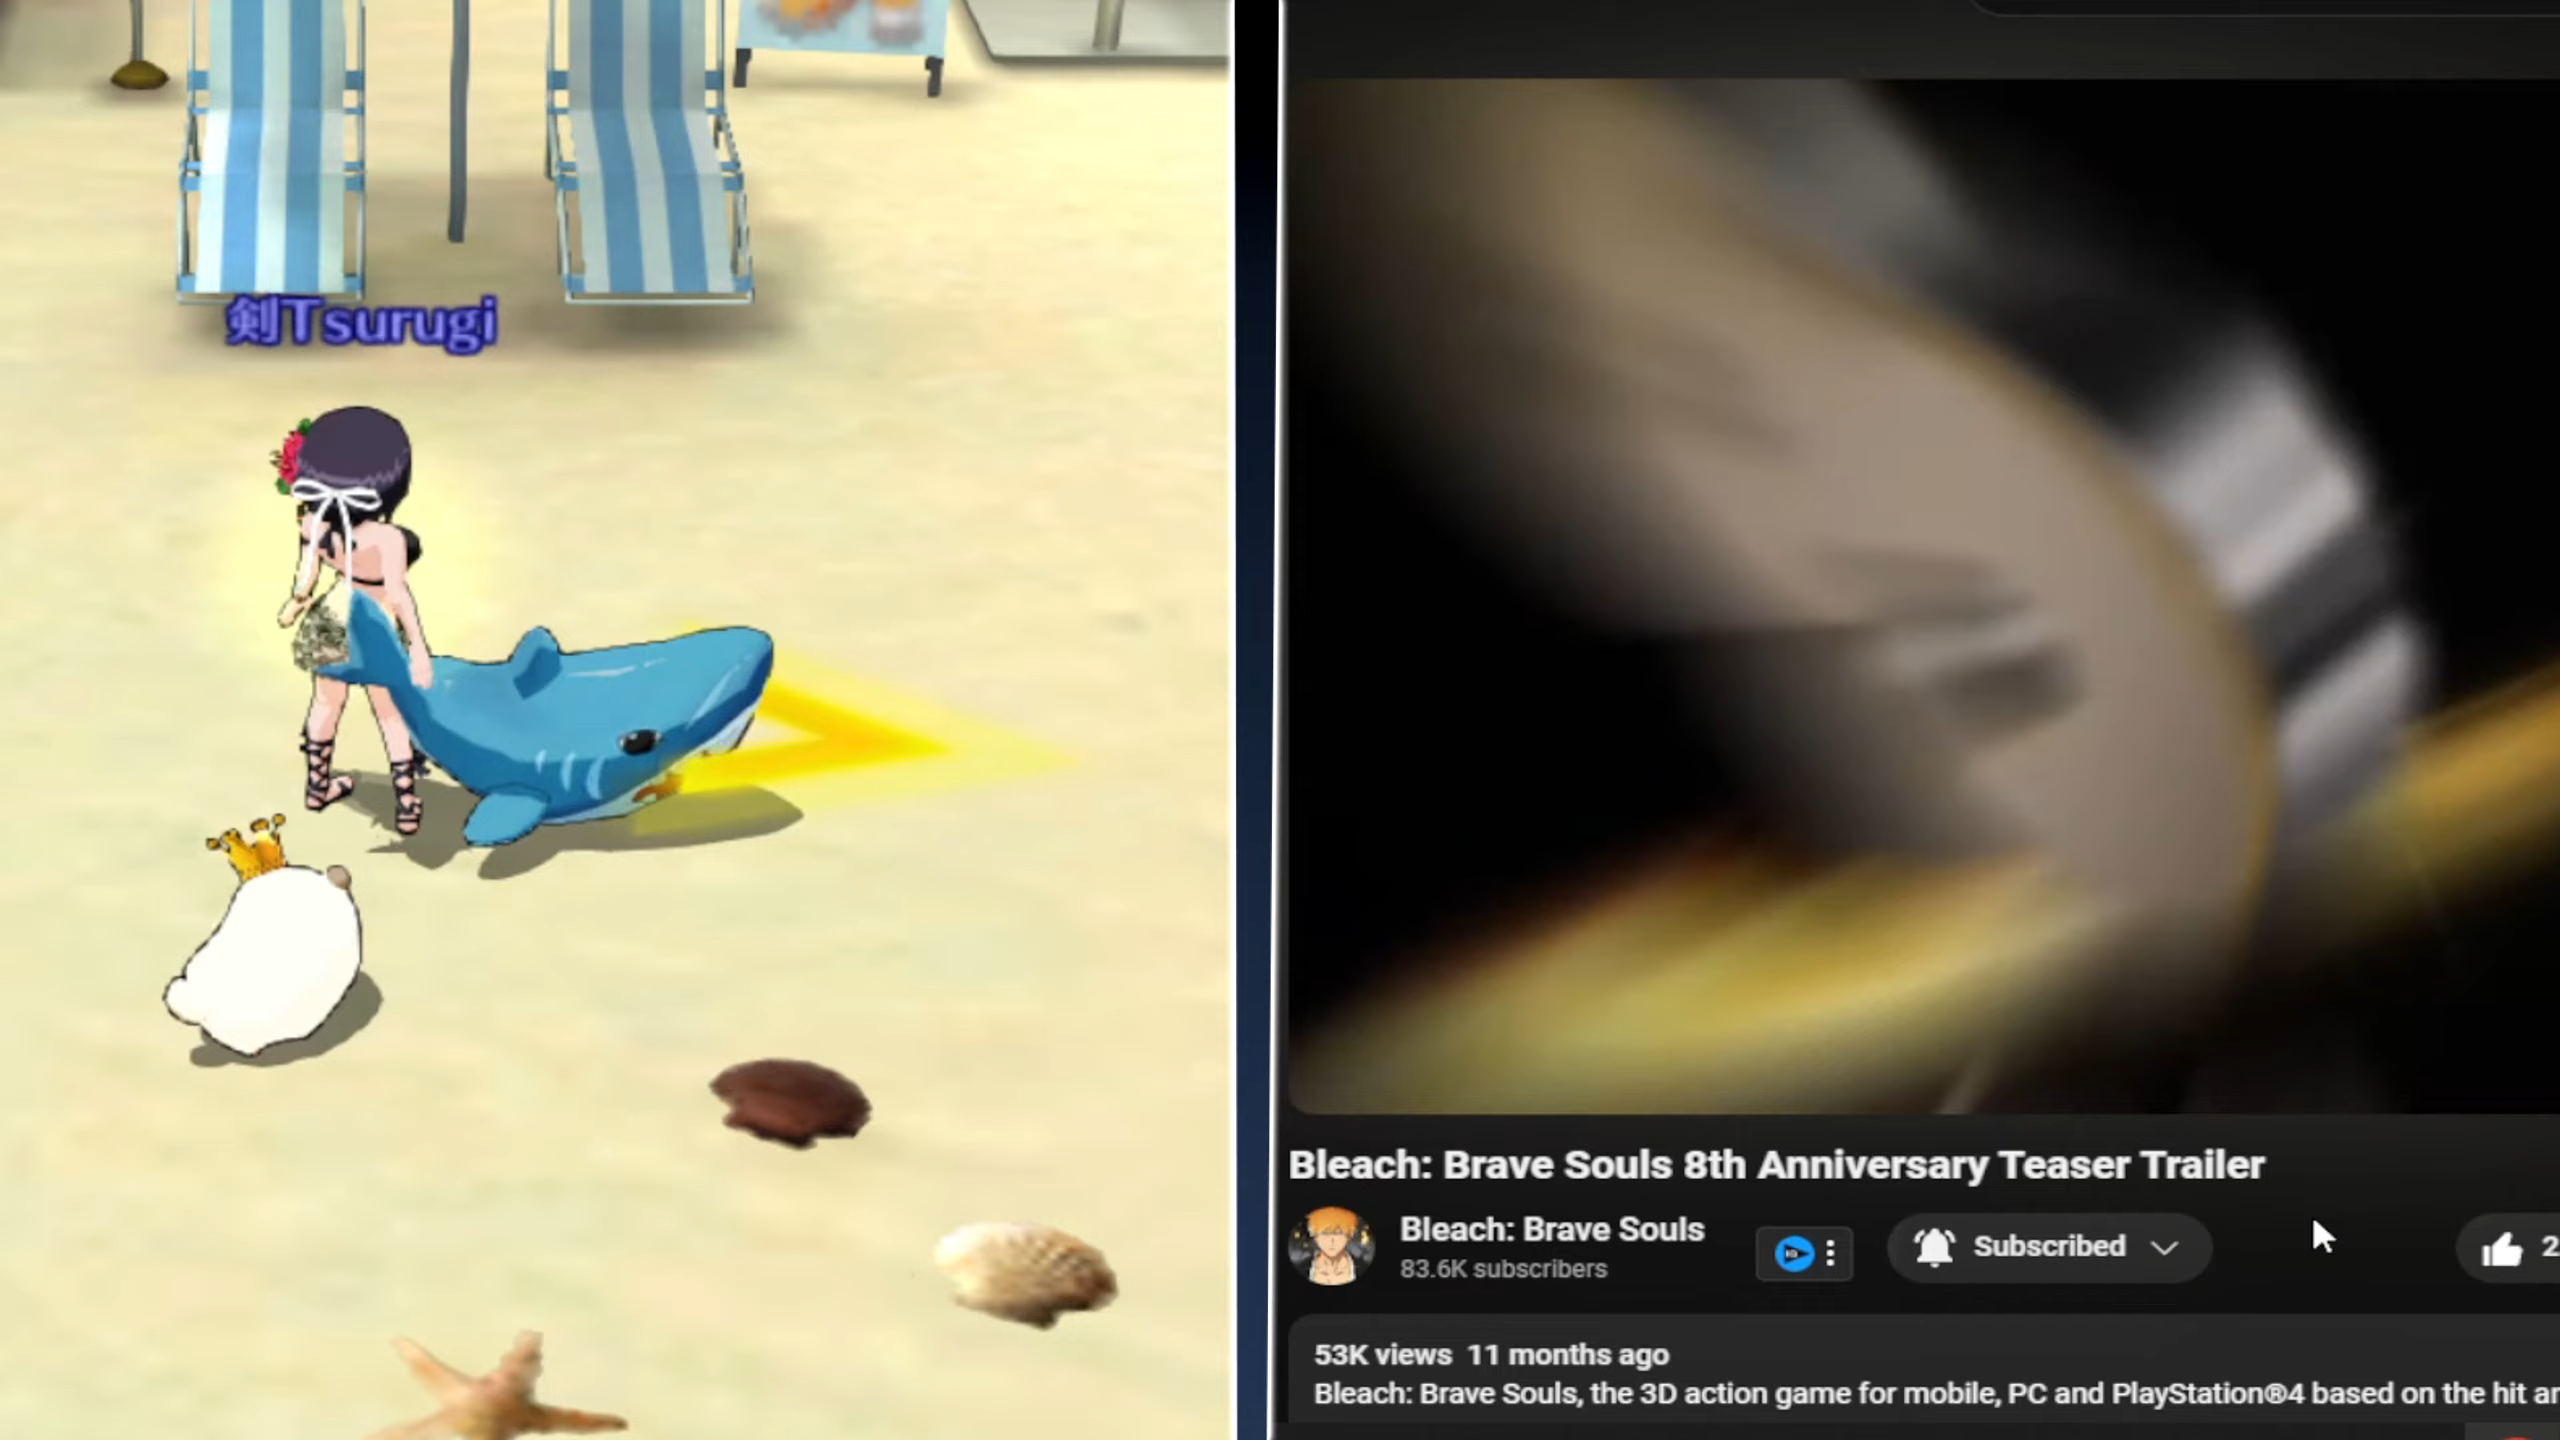 剣Tsurugi
Bleach: Brave Souls 8th Anniversary Teaser Trailer
Bleach: Brave Souls
83.6K subscribers
Subscribed
2
53K views 11 months ago
Bleach: Brave Souls, the 3D action game for mobile, PC and PlayStation®4 based on the hit